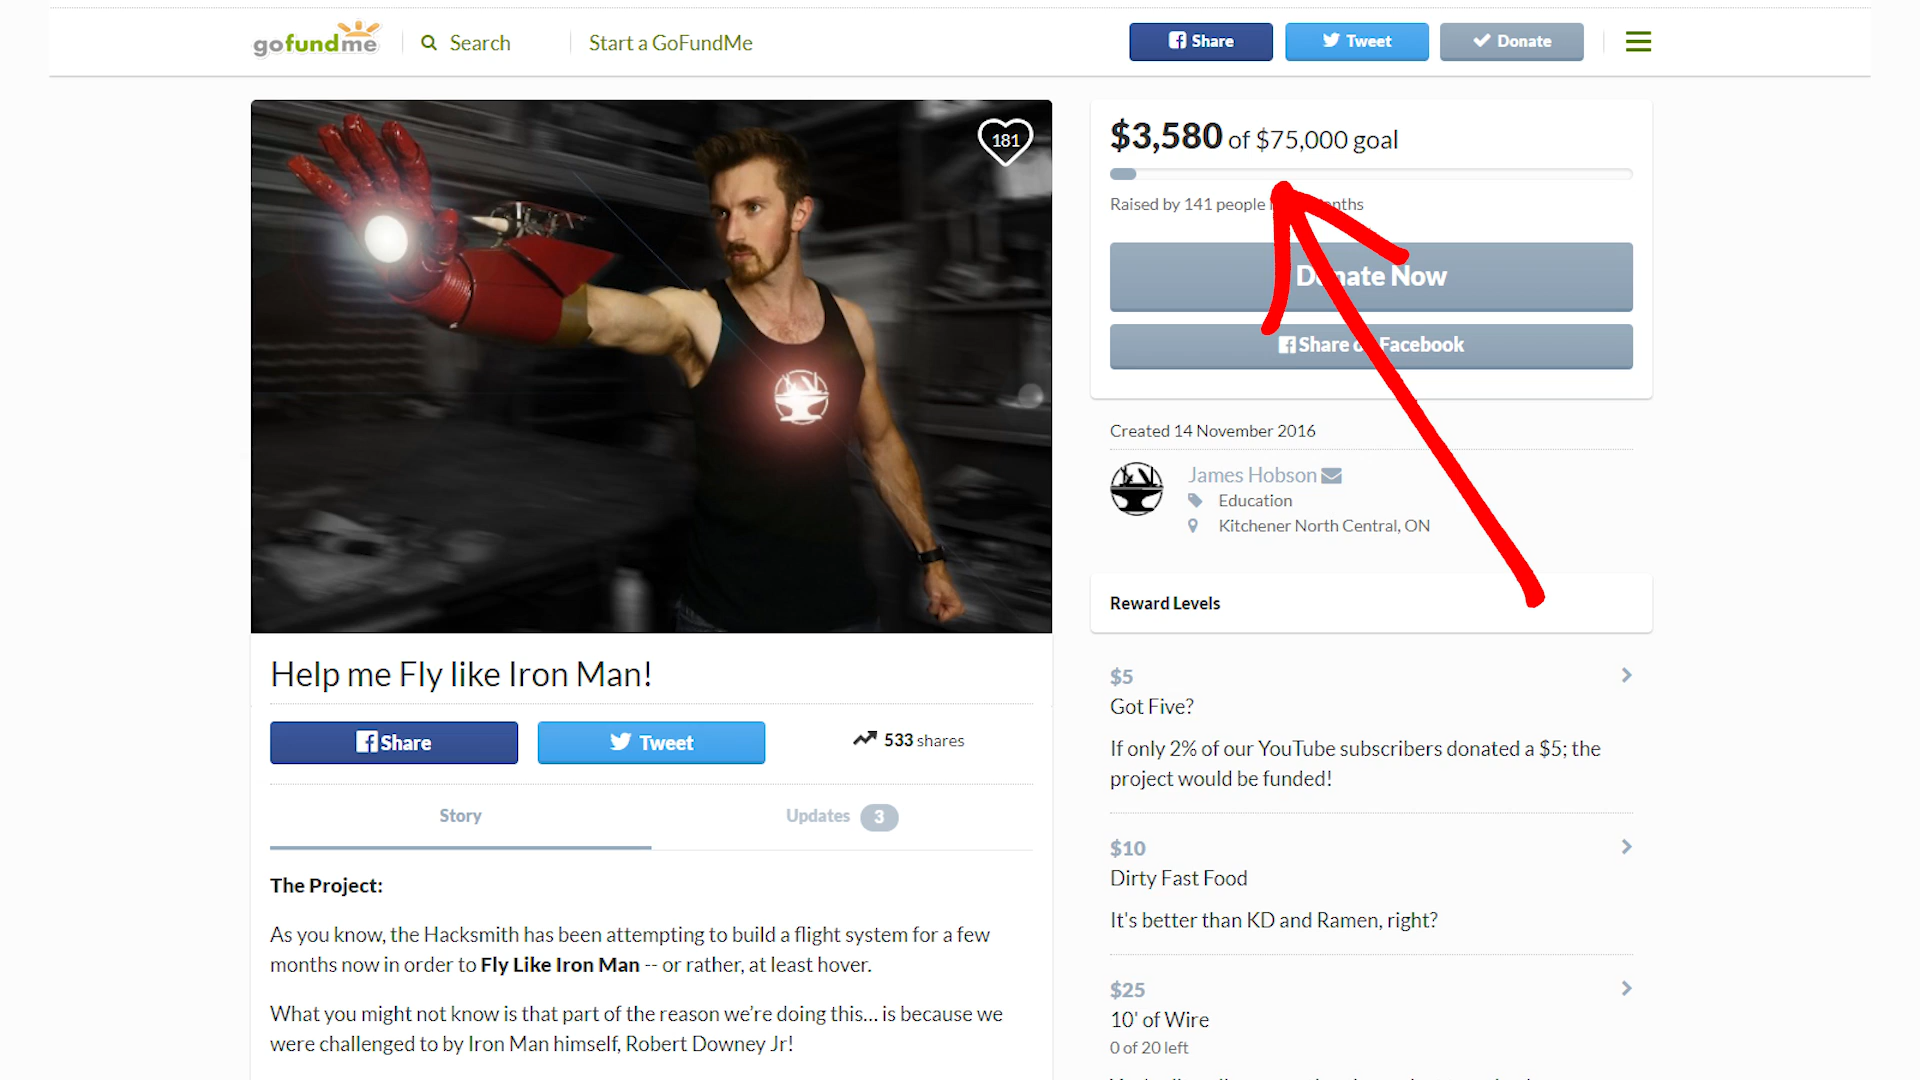 gofundme
Search
Start a GoFundMe
Share
Tweet
Donate
181
$3,580 of $75,000 goal
Raised by 141 people
Donate Now
Share Facebook
Created 14 November 2016
James Hobson
Education
Kitchener North Central, ON
Reward Levels
$5
Got Five?
If only 2% of our YouTube subscribers donated a $5; the
project would be funded!
$10
Dirty Fast Food
It's better than KD and Ramen, right?
$25
10' of Wire
0 of 20 left
Help me Fly like Iron Man!
Share
Tweet
533 shares
Story
Updates 3
The Project:
As you know, the Hacksmith has been attempting to build a flight system for a few
months now in order to Fly Like Iron Man -- or rather, at least hover.
What you might not know is that part of the reason we're doing this... is because we
were challenged to by Iron Man himself, Robert Downey Jr!